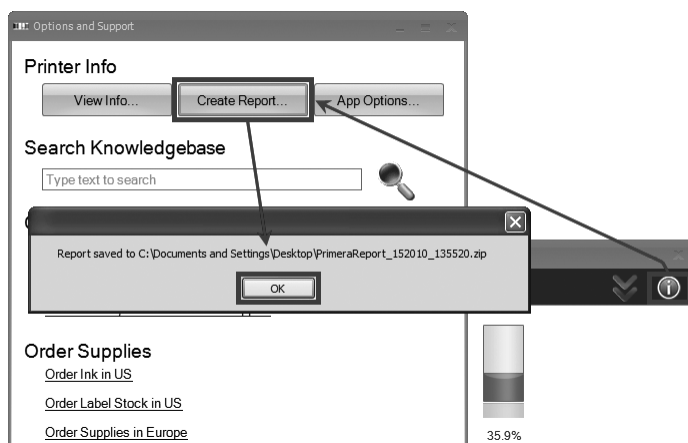 Options and Support
Printer Info
View Info...
Create Report...
App Options...
Search Knowledgebase
Type text to search
Report saved to C:\Documents and Settings\Desktop\PrimeraReport_152010_135520.zip
OK
Order Supplies
Order Ink in US
Order Label Stock in US
Order Supplies in Europe
35.9%